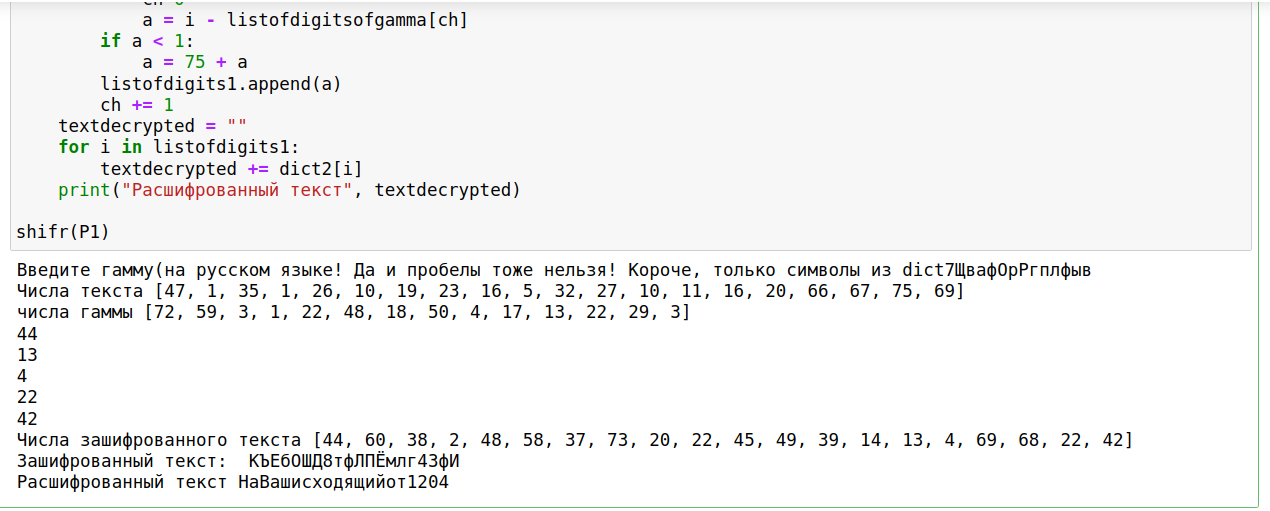 a = i - listofdigitsofgamma[ch]
if a < 1:
a = 75 + a
listofdigits1.append(a)
ch += 1
textdecrypted = ""
for i in listofdigits1:
textdecrypted += dict2[i]
print("Расшифрованный текст", textdecrypted)
shifr(P1)
Введите гамму(на русском языке! Да и пробелы тоже нельзя! Короче, только символы из dict7ЩвафОрРгплфыв
Числа текста [47, 1, 35, 1, 26, 10, 19, 23, 16, 5, 32, 27, 10, 11, 16, 20, 66, 67, 75, 69]
числа гаммы [72, 59, 3, 1, 22, 48, 18, 50, 4, 17, 13, 22, 29, 3]
44
13
4
22
42
Числа зашифрованного текста [44, 60, 38, 2, 48, 58, 37, 73, 20, 22, 45, 49, 39, 14, 13, 4, 69, 68, 22, 42]
Зашифрованный текст:  КЪЕбОШД8тфЛПЁмлг43фИ
Расшифрованный текст НаВашисходящийот1204